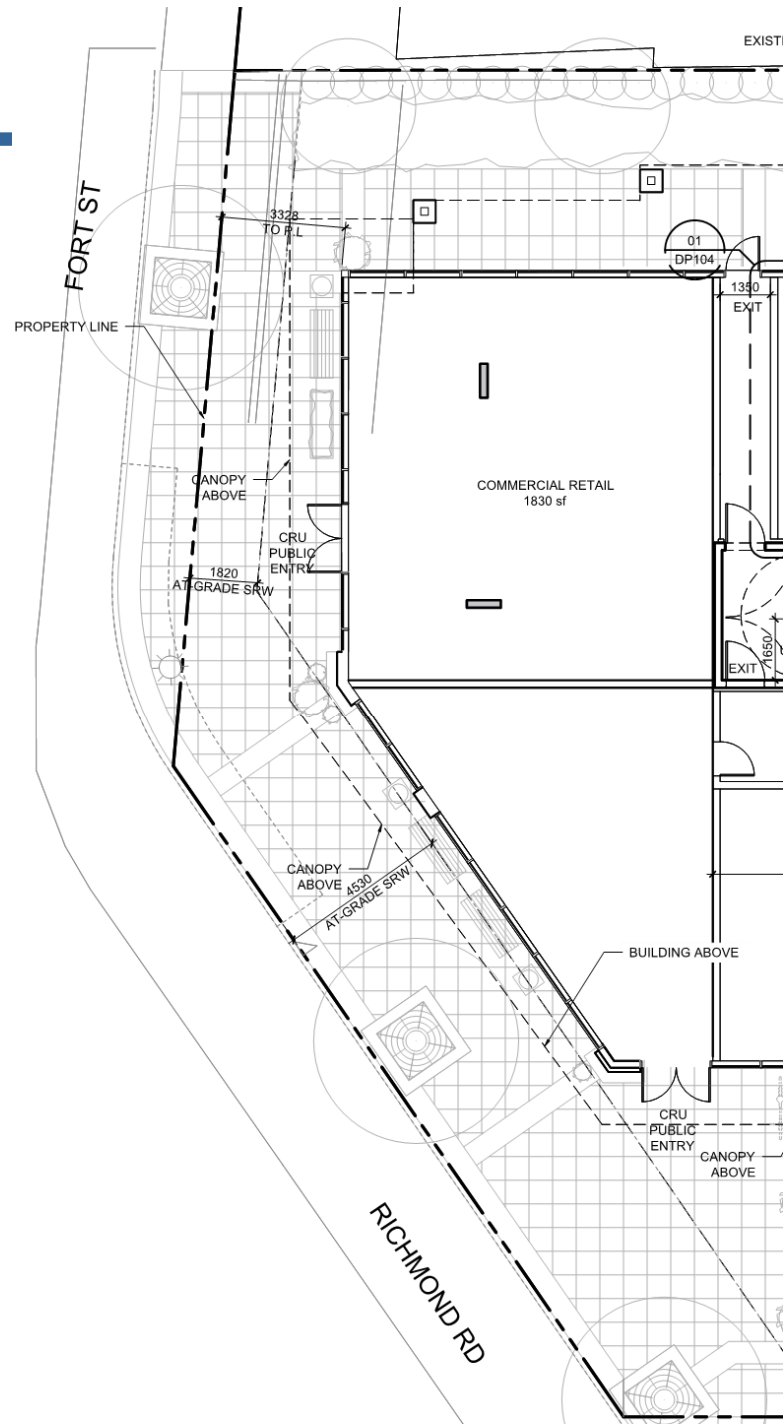 EXISTI
FORT ST
3328
TO P.L
01
DP104
1350
EXIT
PROPERTY LINE
CANOPY
ABOVE
COMMERCIAL RETAIL
1830 sf
CRU
PUBLIC
ENTRY
1820
AT-GRADE SRW
1650
EXIT
CANOPY
ABOVE
4530
AT-GRADE SRW
BUILDING ABOVE
CRU
PUBLIC
ENTRY
CANOPY
ABOVE
RICHMOND RD